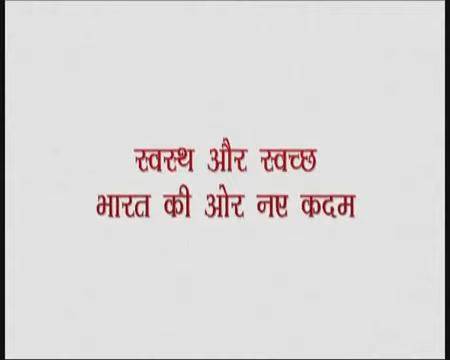 स्वस्थ और स्वच्छ
भारत की ओर नए कदम